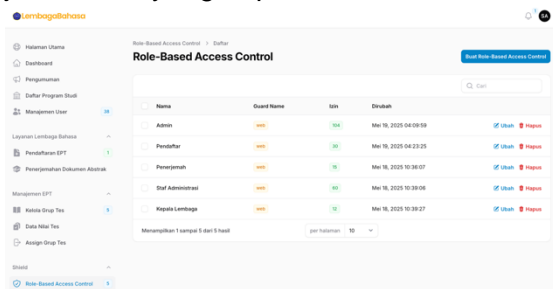 LembagaBahasa
SA
Halaman Utama
Dashboard
Pengumuman
Daftar Program Studi
Manajemen User 38
Layanan Lembaga Bahasa
Pendaftaran EPT 1
Penerjemahan Dokumen Abstrak
Manajemen EPT
Kelola Grup Tes 5
Data Nilai Tes
Assign Grup Tes
Shield
Role-Based Access Control 5
Role-Based Access Control > Daftar
Role-Based Access Control
Buat Role-Based Access Control
Cari
Nama Guard Name Izin Dirubah
Admin web 104 Mei 19, 2025 04:09:59 Ubah Hapus
Pendaftar web 30 Mei 19, 2025 04:23:25 Ubah Hapus
Penerjemah web 15 Mei 18, 2025 10:36:07 Ubah Hapus
Staf Administrasi web 60 Mei 18, 2025 10:39:06 Ubah Hapus
Kepala Lembaga web 12 Mei 18, 2025 10:39:27 Ubah Hapus
Menampilkan 1 sampai 5 dari 5 hasil
per halaman 10